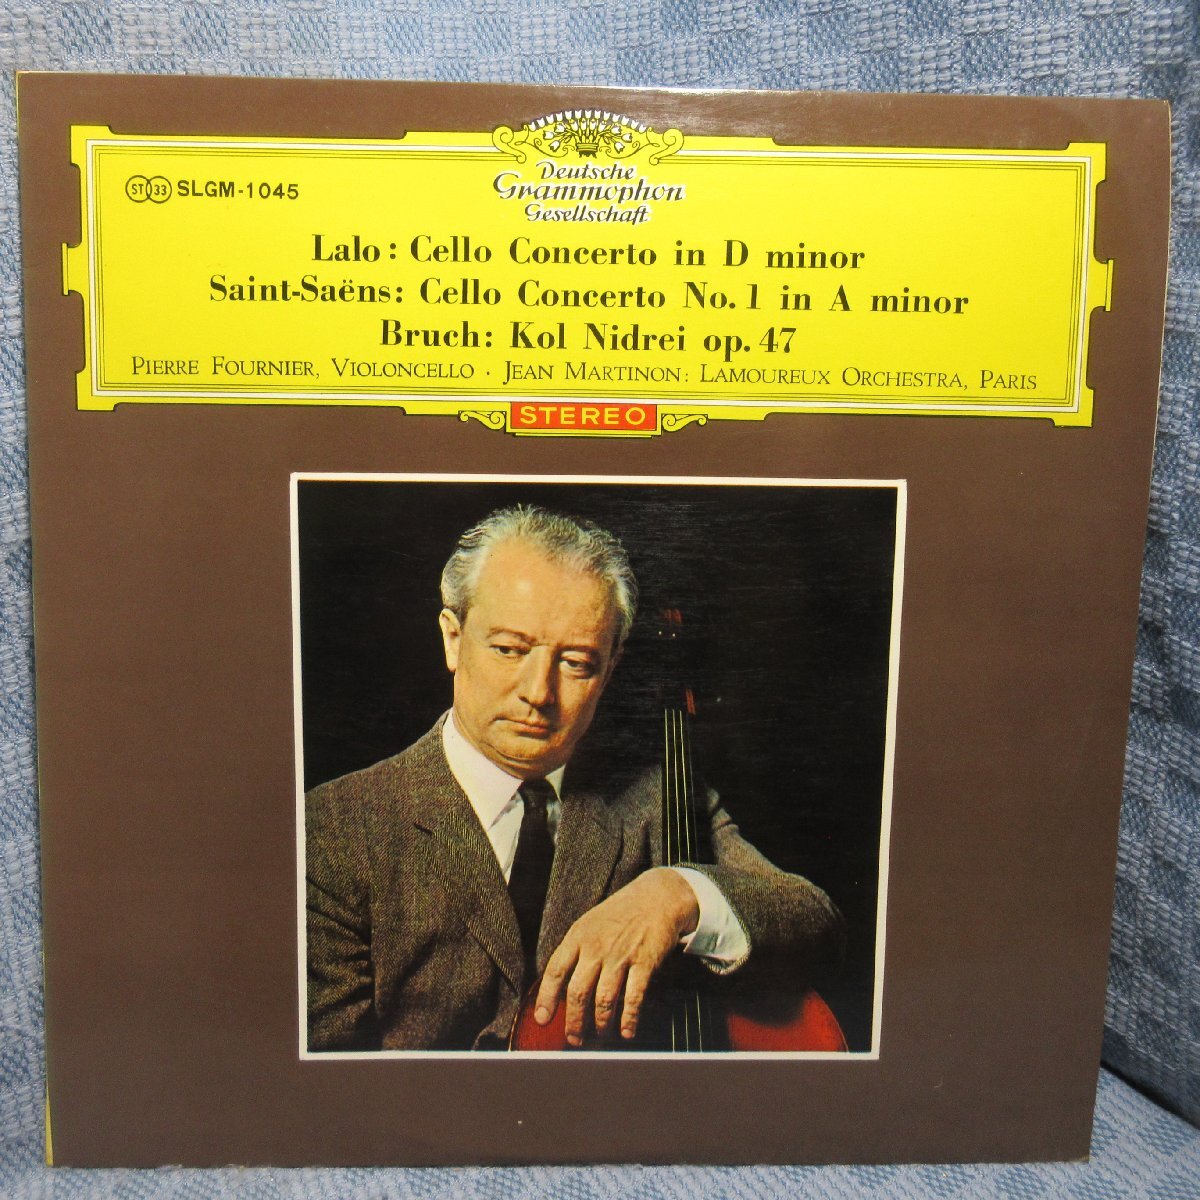 Deutsche
Grammophon
Gesellschaft
ST 33 SLGM-1045
Lalo: Cello Concerto in D minor
Saint-Saëns: Cello Concerto No. 1 in A minor
Bruch: Kol Nidrei op. 47
PIERRE FOURNIER, VIOLONCELLO · JEAN MARTINON: LAMOUREUX ORCHESTRA, PARIS
STEREO